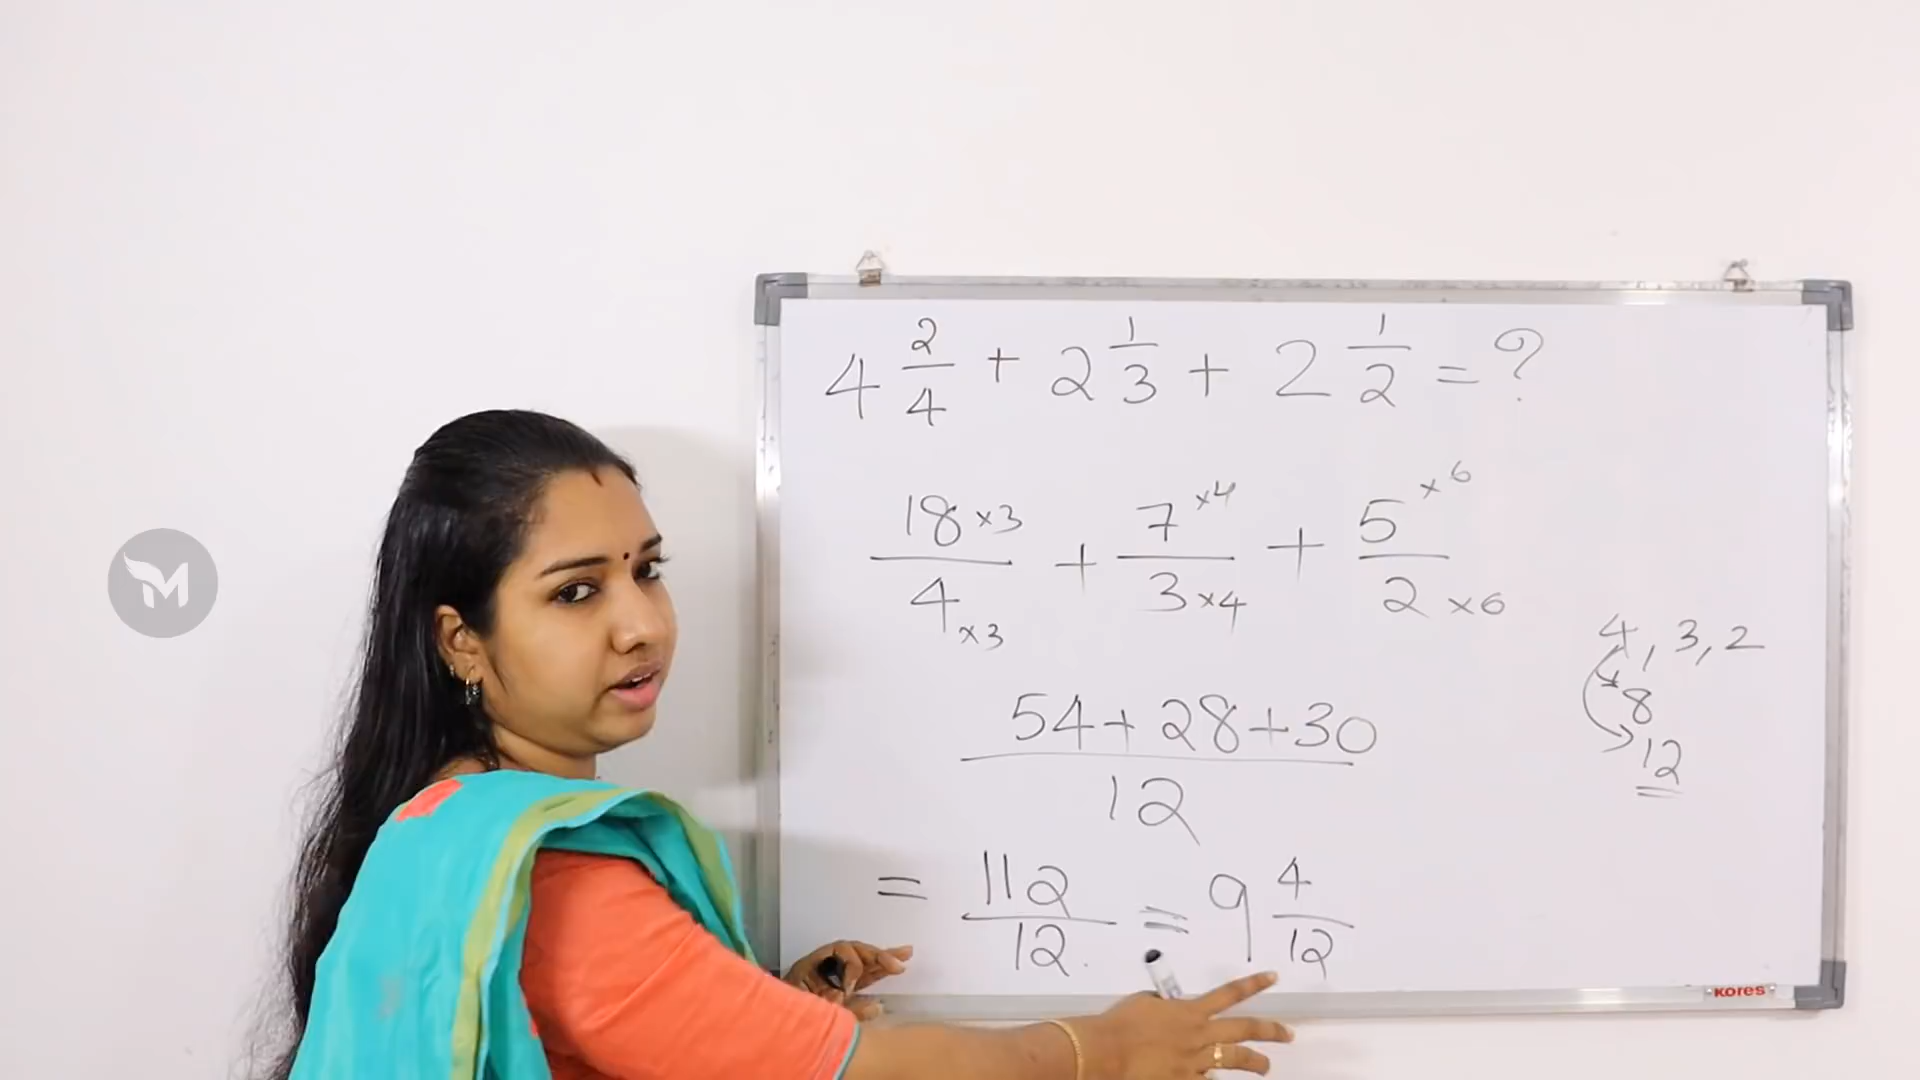 4 2/4 + 2 1/3 + 2 1/2 = ?
18×3/4×3 + 7×4/3×4 + 5×6/2×6
4, 3, 2
8
12
54+28+30/12
= 112/12 = 9 4/12
KORES
M